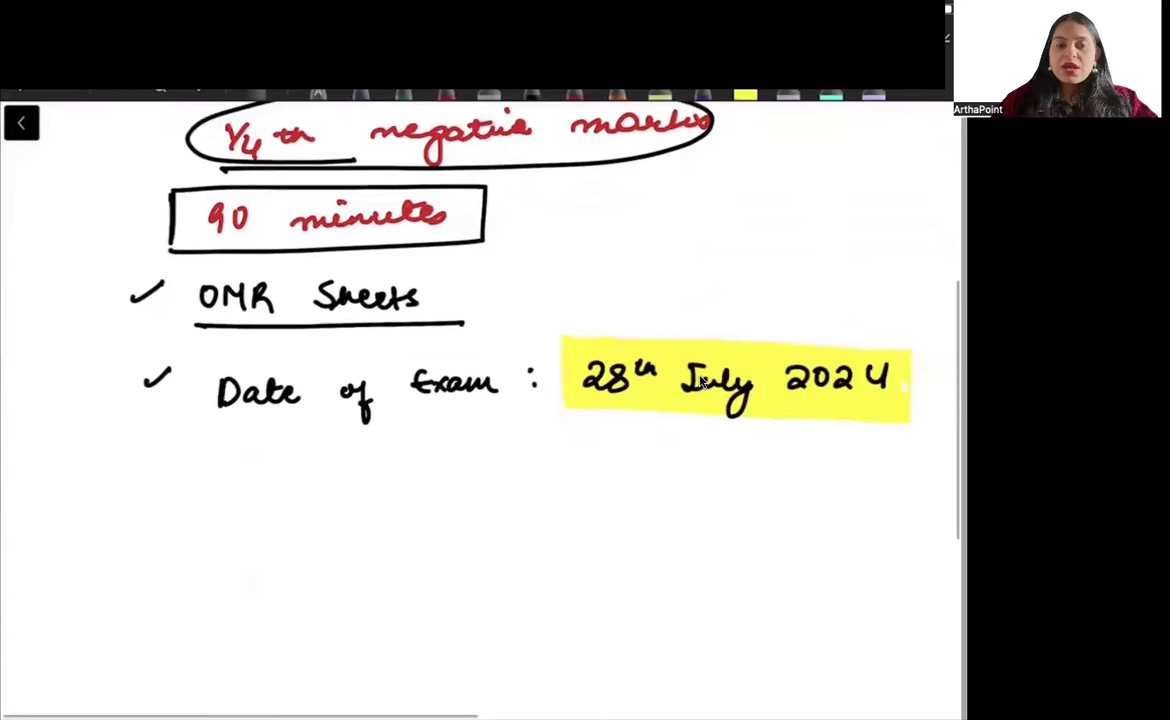 ArthaPoint
1/4th negative marks
90 minutes
OMR Sheets
Date of Exam : 28th July 2024